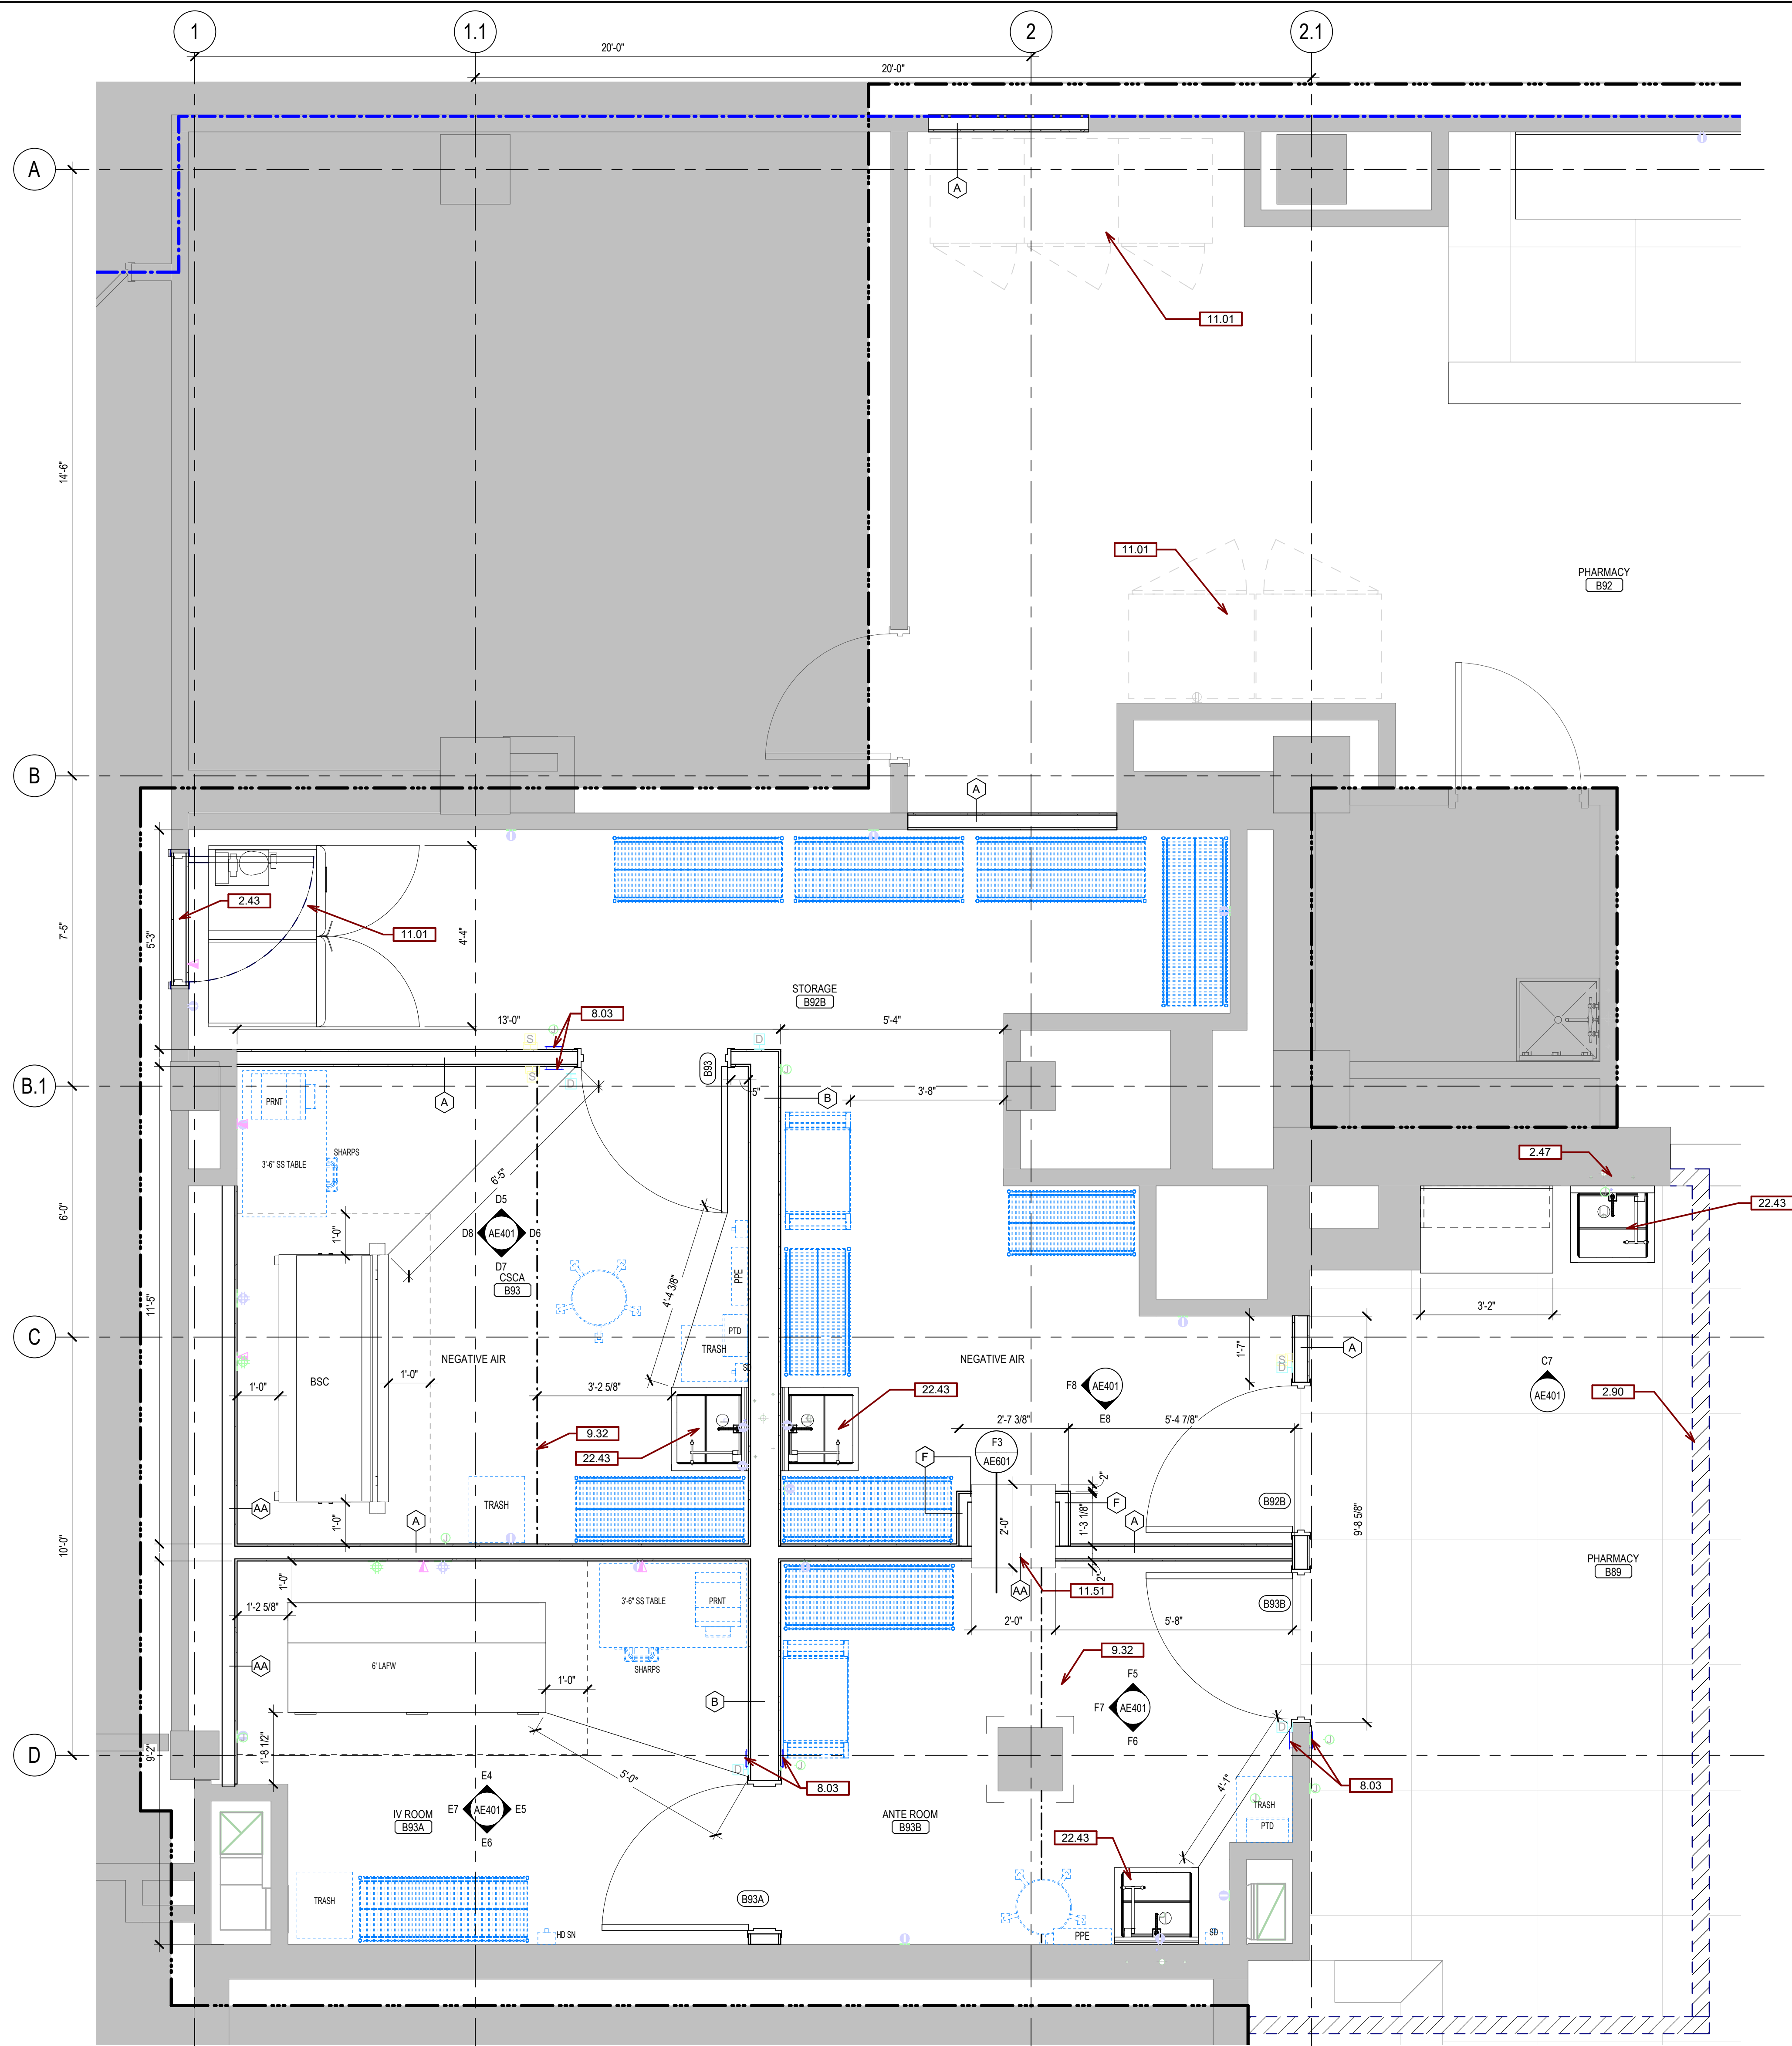 1
1.1
2
2.1
20'-0"
20'-0"
A
A
11.01
14'-6"
11.01
PHARMACY
B92
B
A
2.43
11.01
7'-5"
5'-3"
4'-4"
STORAGE
B92B
8.03
13'-0"
5'-4"
S
D
J
S
D
B93
J
B.1
PRNT
A
5"
B
3'-8"
2.47
3'-6" SS TABLE
SHARPS
6'-5"
22.43
6'-0"
D5
D8
AE401
D6
D7
1'-0"
CSCA
B93
PPE
4'-4 3/8"
11'-5"
3'-2"
PTD
TRASH
SD
C
NEGATIVE AIR
NEGATIVE AIR
1'-7"
A
S
D
C7
AE401
BSC
1'-0"
1'-0"
3'-2 5/8"
F8
AE401
E8
22.43
2.90
2'-7 3/8"
5'-4 7/8"
9.32
22.43
F
F3
AE601
2"
TRASH
AA
1'-0"
A
J
F
A
B92B
2'-0"
1'-3 1/8"
9'-8 5/8"
10'-0"
PHARMACY
B89
1'-0"
2"
AA
11.51
B93B
1'-2 5/8"
3'-6" SS TABLE
PRNT
2'-0"
5'-8"
AA
6' LAFW
SHARPS
1'-0"
9.32
F5
F7
AE401
F6
B
D
J
D
9'-2"
1'-8 1/2"
5'-0"
D
J
8.03
8.03
4'-1"
J
E4
E7
AE401
E5
E6
IV ROOM
B93A
ANTE ROOM
B93B
TRASH
PTD
22.43
TRASH
B93A
HD SN
PPE
SD